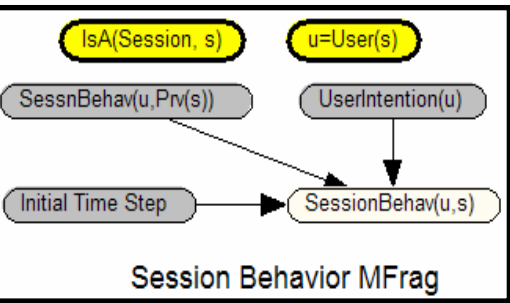 IsA(Session, s)
u=User(s)
SessnBehav(u,Prv(s))
UserIntention(u)
Initial Time Step
SessionBehav(u,s)
Session Behavior MFrag